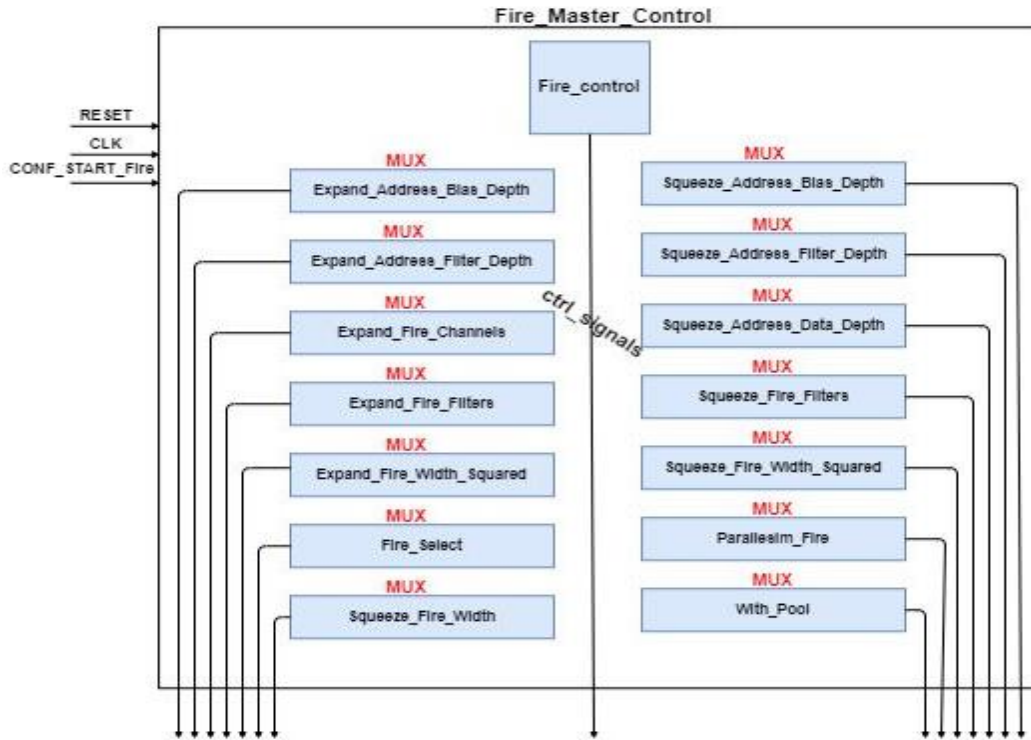 Fire_Master_Control
Fire_control
RESET
CLK
CONF_START_Fire
MUX
Expand_Address_Bias_Depth
MUX
Expand_Address_Filter_Depth
MUX
Expand_Fire_Channels
MUX
Expand_Fire_Filters
MUX
Expand_Fire_Width_Squared
MUX
Fire_Select
MUX
Squeeze_Fire_Width
ctrl_signals
MUX
Squeeze_Address_Bias_Depth
MUX
Squeeze_Address_Filter_Depth
MUX
Squeeze_Address_Data_Depth
MUX
Squeeze_Fire_Filters
MUX
Squeeze_Fire_Width_Squared
MUX
Parallesim_Fire
MUX
With_Pool